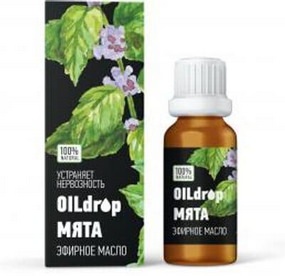 100%
NATURAL
УСТРАНЯЕТ
НЕРВОЗНОСТЬ
OILdrop
МЯТА
ЭФИРНОЕ МАСЛО
100%
NATURAL
OILdrop
МЯТА
ЭФИРНОЕ МАСЛО